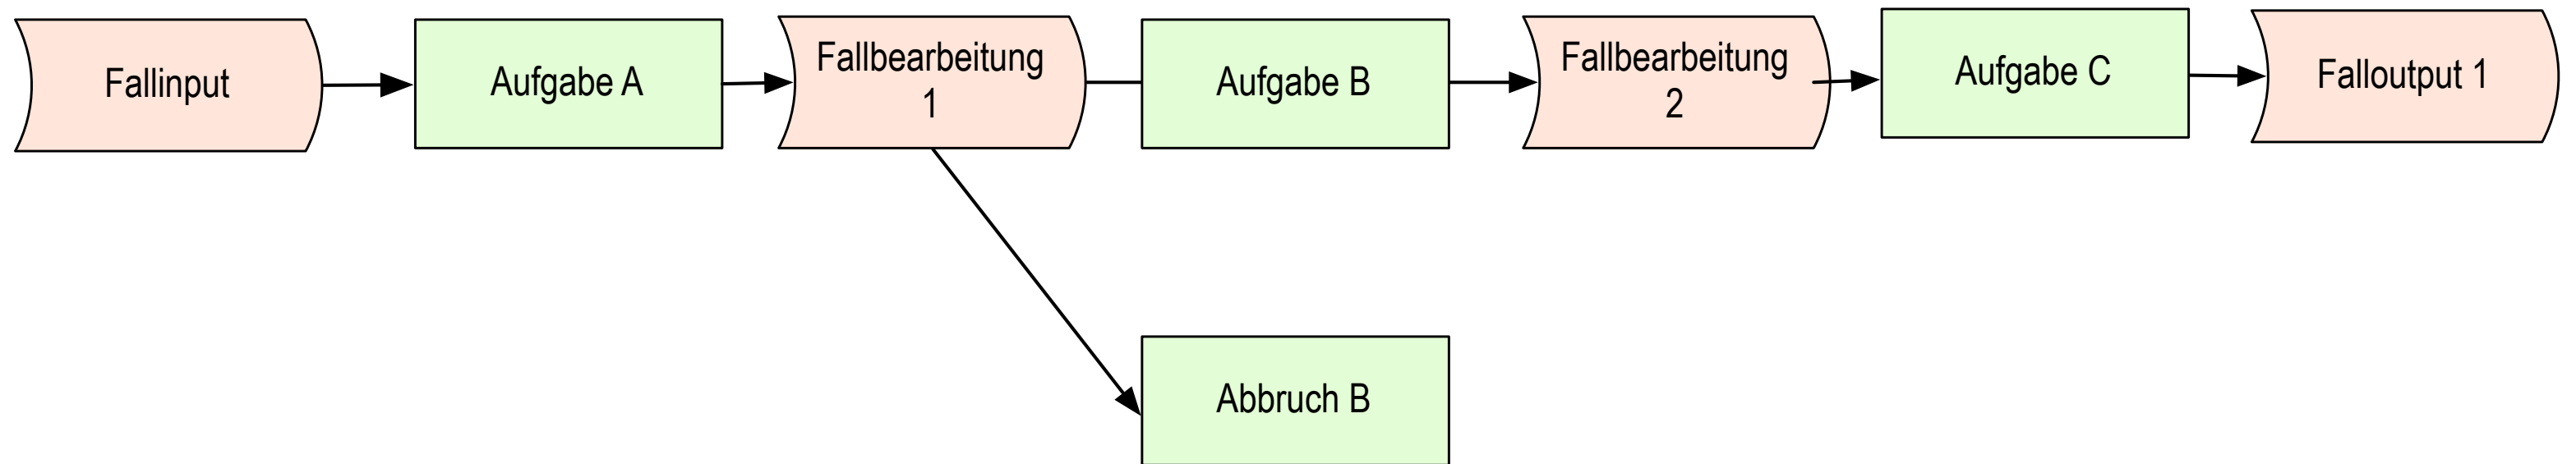 Fallinput
Aufgabe A
Fallbearbeitung
1
Aufgabe B
Fallbearbeitung
2
Aufgabe C
Falloutput 1
Abbruch B